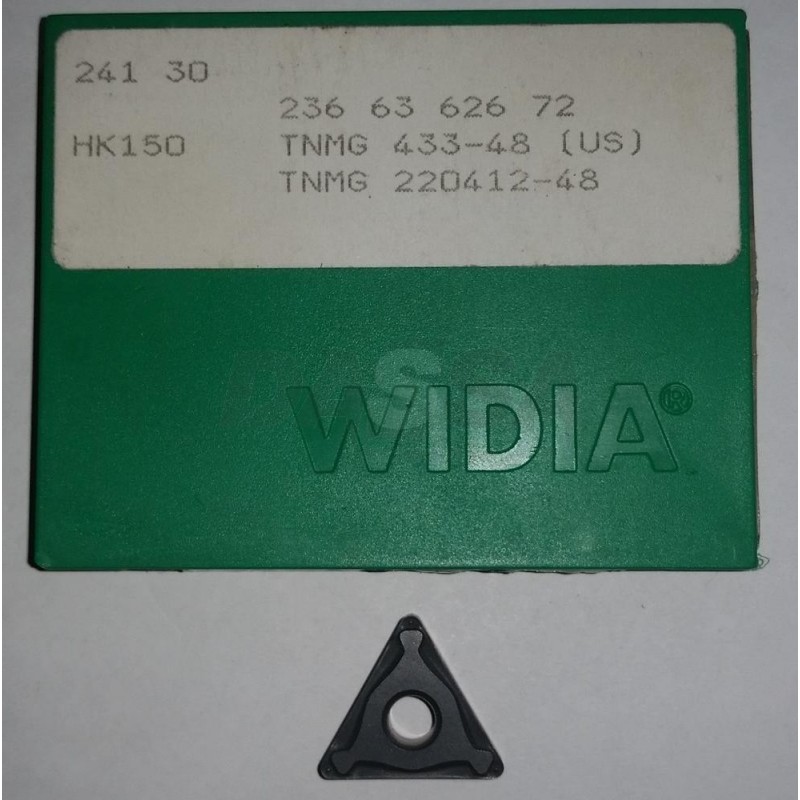 241 30
236 63 626 72
HK150 TNMG 433-48 (US)
TNMG 220412-48
WIDIA®